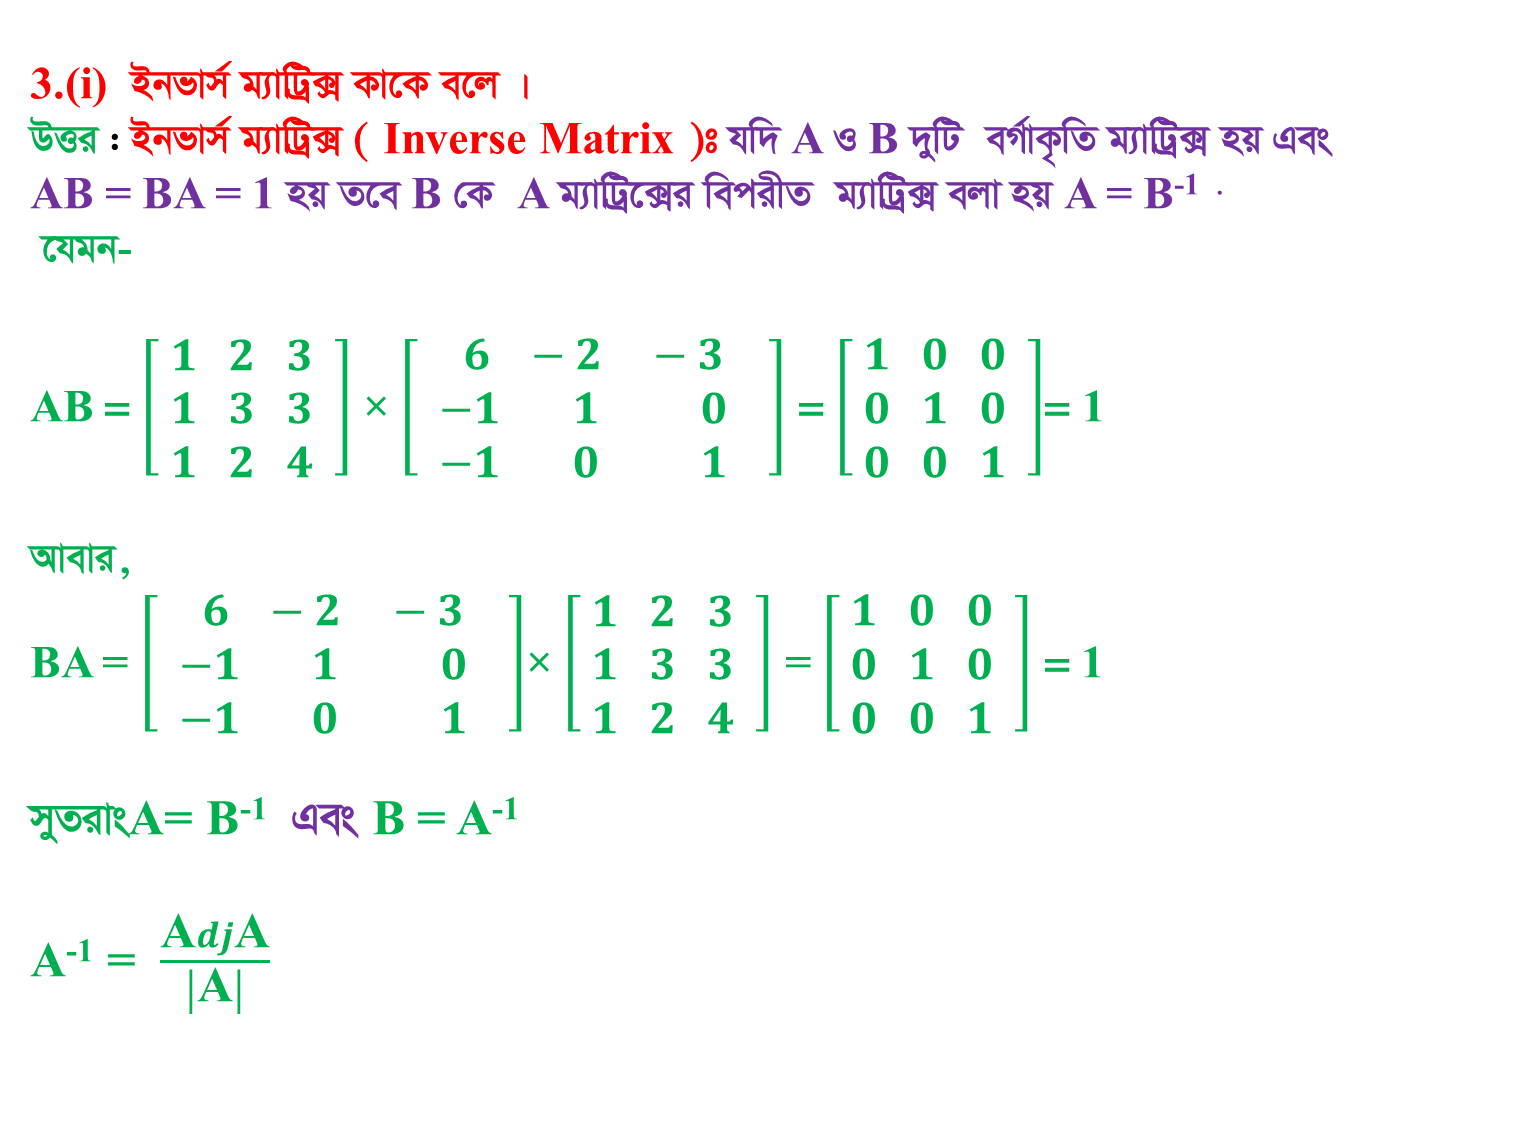 3.(i) ইনভার্স ম্যাট্রিক্স কাকে বলে ।
উত্তর : ইনভার্স ম্যাট্রিক্স ( Inverse Matrix )ঃ যদি A ও B দুটি বর্গাকৃতি ম্যাট্রিক্স হয় এবং
AB = BA = 1 হয় তবে B কে A ম্যাট্রিক্সের বিপরীত ম্যাট্রিক্স বলা হয় A = B⁻¹ .
যেমন-
1 2 3 6 − 2 − 3 1 0 0
AB = 1 3 3 × −1 1 0 = 0 1 0 = 1
1 2 4 −1 0 1 0 0 1
আবার,
6 − 2 − 3 1 2 3 1 0 0
BA = −1 1 0 × 1 3 3 = 0 1 0 = 1
−1 0 1 1 2 4 0 0 1
সুতরাংA= B⁻¹ এবং B = A⁻¹
AdjA
A⁻¹ =
|A|